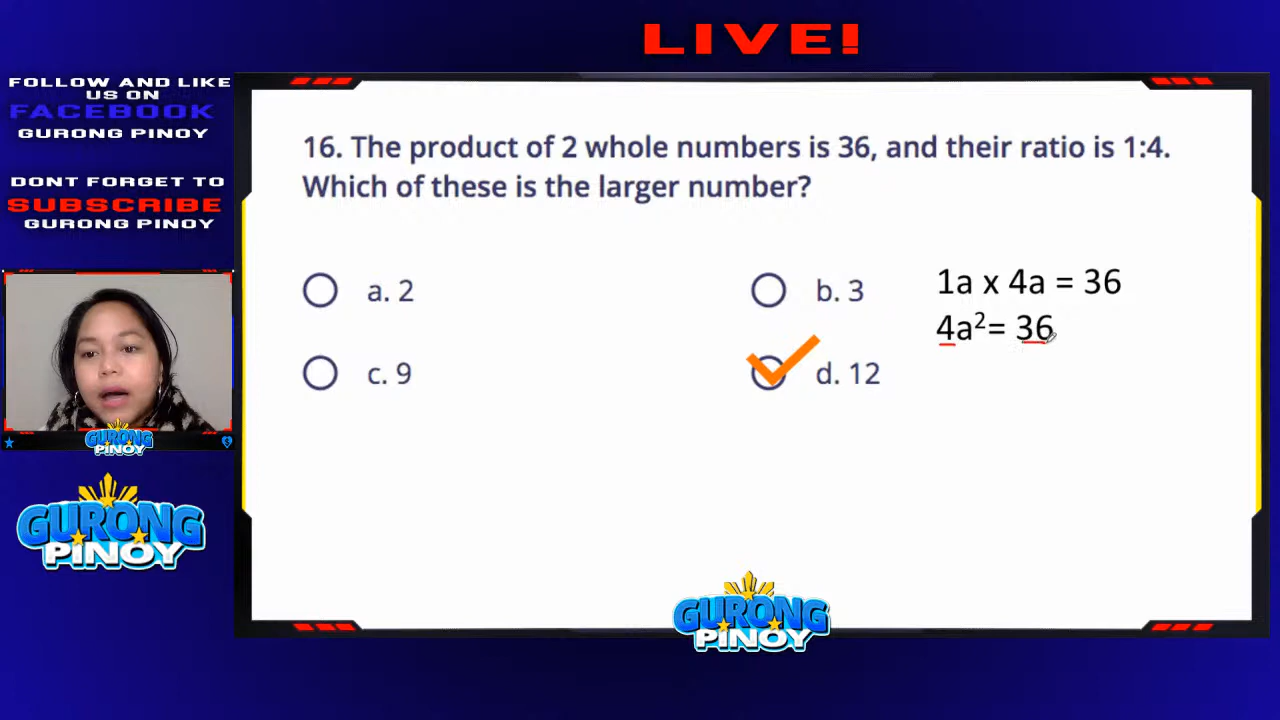 LIVE!
FOLLOW AND LIKE
US ON
FACEBOOK
GURONG PINOY
DONT FORGET TO
SUBSCRIBE
GURONG PINOY
GURONG
PINOY
GURONG
PINOY
16. The product of 2 whole numbers is 36, and their ratio is 1:4.
Which of these is the larger number?
a. 2
b. 3
c. 9
d. 12
1a x 4a = 36
4a²= 36
GURONG
PINOY